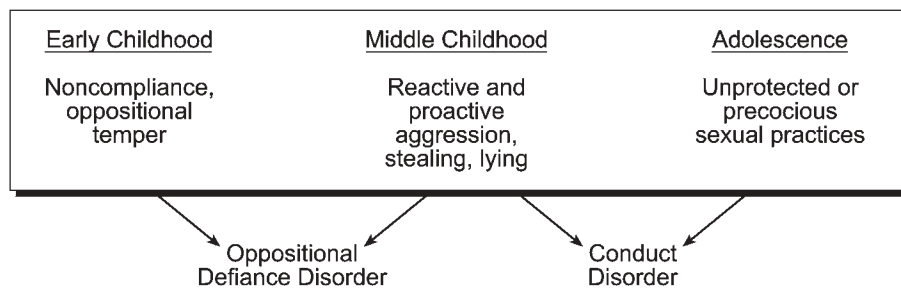 Early Childhood
Noncompliance,
oppositional
temper
Middle Childhood
Reactive and
proactive
aggression,
stealing, lying
Adolescence
Unprotected or
precocious
sexual practices
Oppositional
Defiance Disorder
Conduct
Disorder